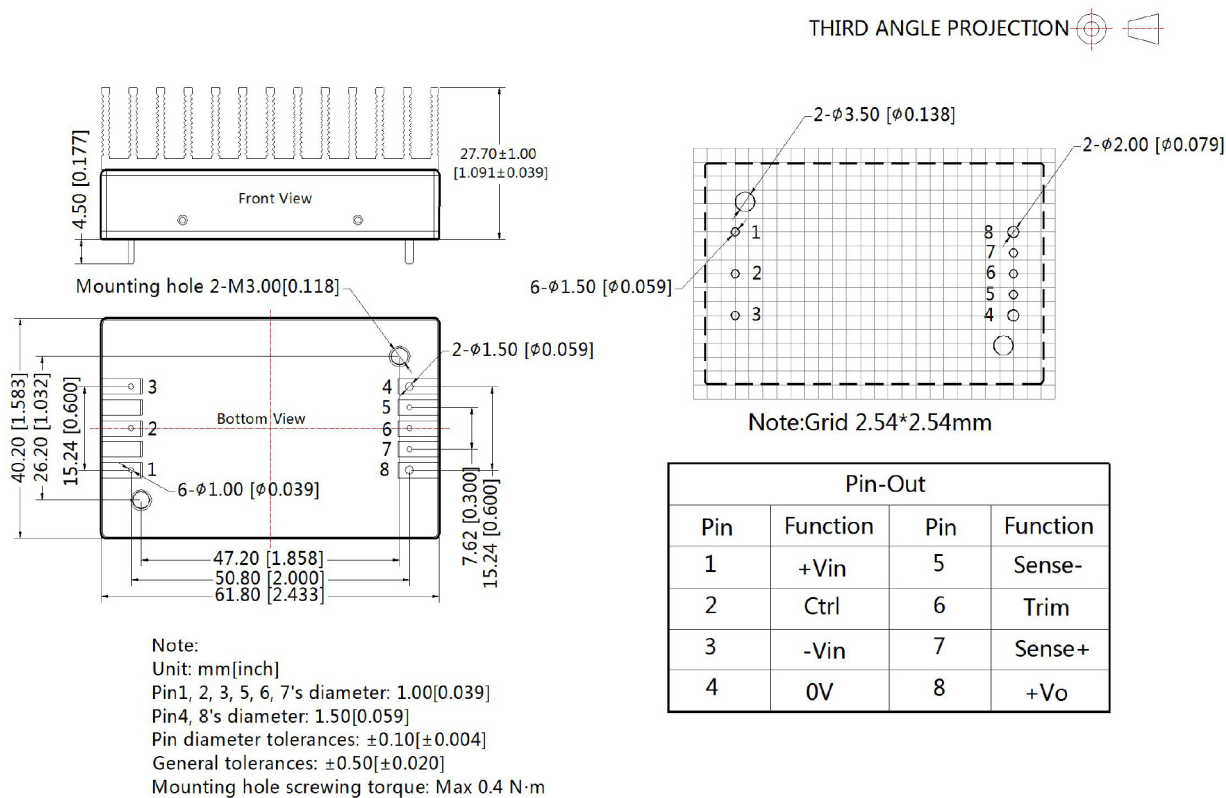 THIRD ANGLE PROJECTION
4.50 [0.177]
Front View
27.70±1.00
[1.091±0.039]
2-φ3.50 [φ0.138]
2-φ2.00 [φ0.079]
1
2
3
8
7
6
5
4
6-φ1.50 [φ0.059]
Note:Grid 2.54*2.54mm
Mounting hole 2-M3.00[0.118]
2-φ1.50 [φ0.059]
40.20 [1.583]
26.20 [1.032]
15.24 [0.600]
3
2
1
Bottom View
4
5
6
7
8
6-φ1.00 [φ0.039]
7.62 [0.300]
15.24 [0.600]
47.20 [1.858]
50.80 [2.000]
61.80 [2.433]
Pin-Out
Pin Function Pin Function
1 +Vin 5 Sense-
2 Ctrl 6 Trim
3 -Vin 7 Sense+
4 0V 8 +Vo
Note:
Unit: mm[inch]
Pin1, 2, 3, 5, 6, 7's diameter: 1.00[0.039]
Pin4, 8's diameter: 1.50[0.059]
Pin diameter tolerances: ±0.10[±0.004]
General tolerances: ±0.50[±0.020]
Mounting hole screwing torque: Max 0.4 N·m